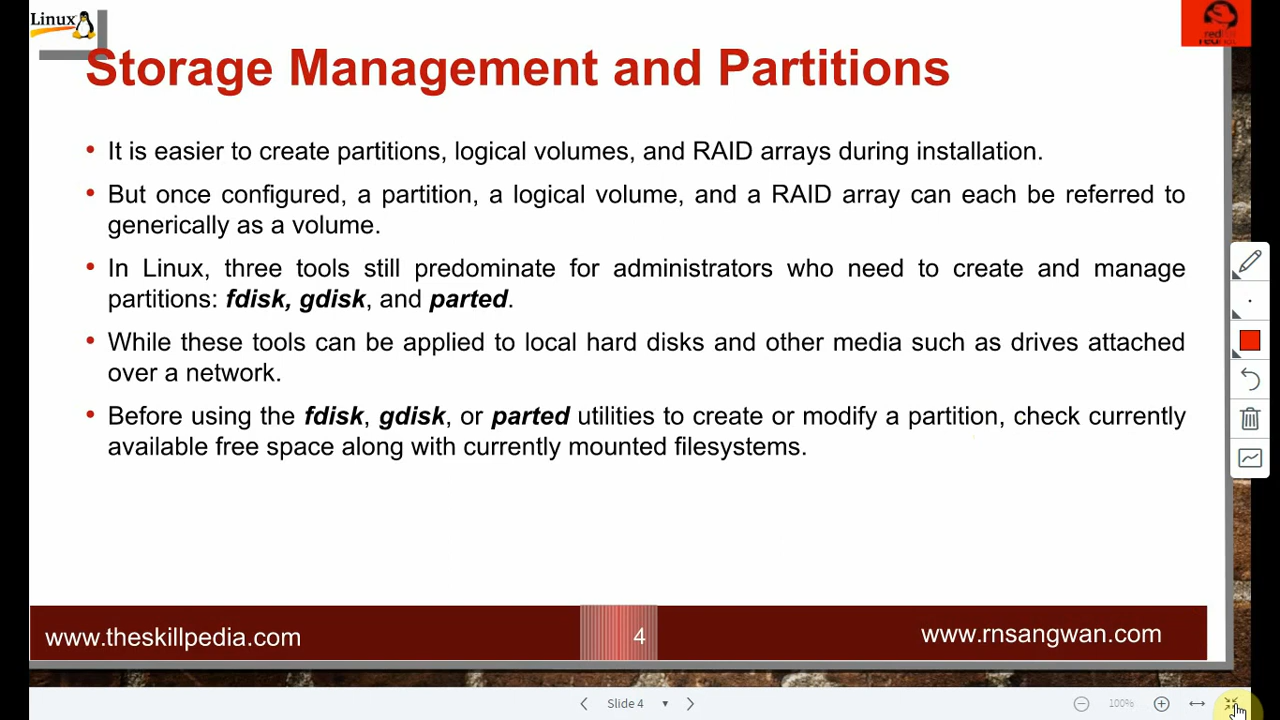 Linux
red
Storage Management and Partitions
• It is easier to create partitions, logical volumes, and RAID arrays during installation.
• But once configured, a partition, a logical volume, and a RAID array can each be referred to
generically as a volume.
• In Linux, three tools still predominate for administrators who need to create and manage
partitions: fdisk, gdisk, and parted.
• While these tools can be applied to local hard disks and other media such as drives attached
over a network.
• Before using the fdisk, gdisk, or parted utilities to create or modify a partition, check currently
available free space along with currently mounted filesystems.
www.theskillpedia.com
4
www.rnsangwan.com
Slide 4
100%